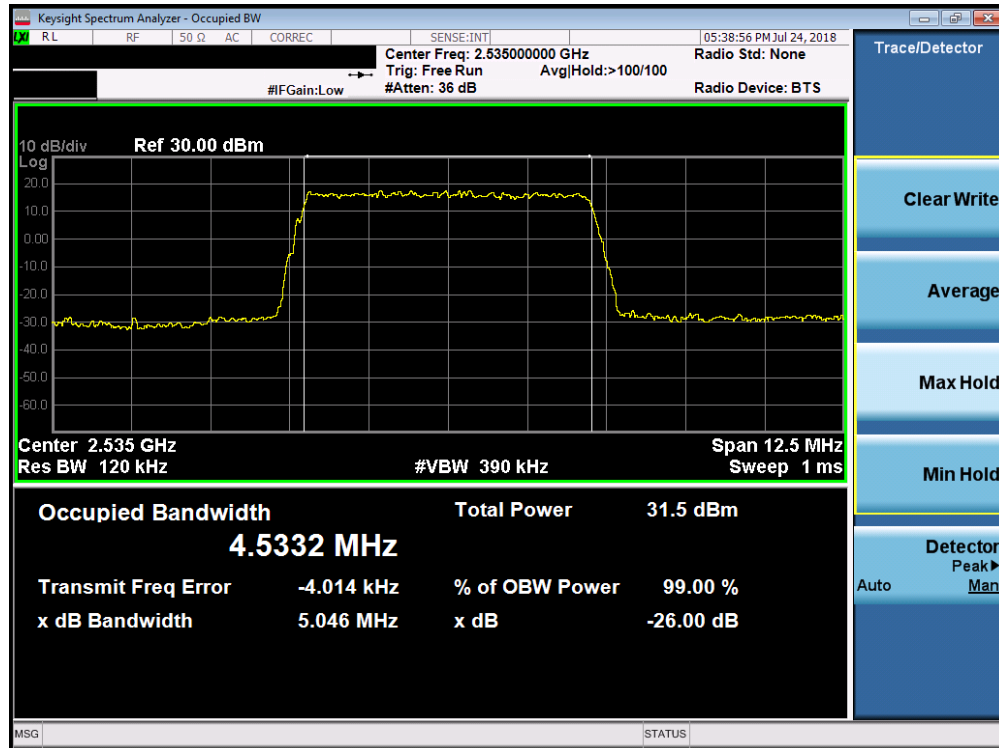 Keysight Spectrum Analyzer - Occupied BW
LXI RL RF 50 Ω AC CORREC SENSE:INT 05:38:56 PM Jul 24, 2018
Center Freq: 2.535000000 GHz Radio Std: None
Trig: Free Run Avg|Hold:>100/100
#IFGain:Low #Atten: 36 dB Radio Device: BTS
10 dB/div Ref 30.00 dBm
Log
20.0
10.0
0.00
-10.0
-20.0
-30.0
-40.0
-50.0
-60.0
Center 2.535 GHz Span 12.5 MHz
Res BW 120 kHz #VBW 390 kHz Sweep 1 ms
Occupied Bandwidth Total Power 31.5 dBm
4.5332 MHz
Transmit Freq Error -4.014 kHz % of OBW Power 99.00 %
x dB Bandwidth 5.046 MHz x dB -26.00 dB
Trace/Detector
Clear Write
Average
Max Hold
Min Hold
Detector
Peak▶
Auto Man
MSG STATUS